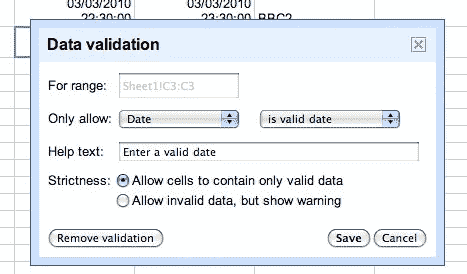 03/03/2010 03/03/2010
22:30:00 23:30:00 BBC2
Data validation
For range: Sheet1!C3:C3
Only allow: Date is valid date
Help text: Enter a valid date
Strictness: Allow cells to contain only valid data
Allow invalid data, but show warning
Remove validation Save Cancel